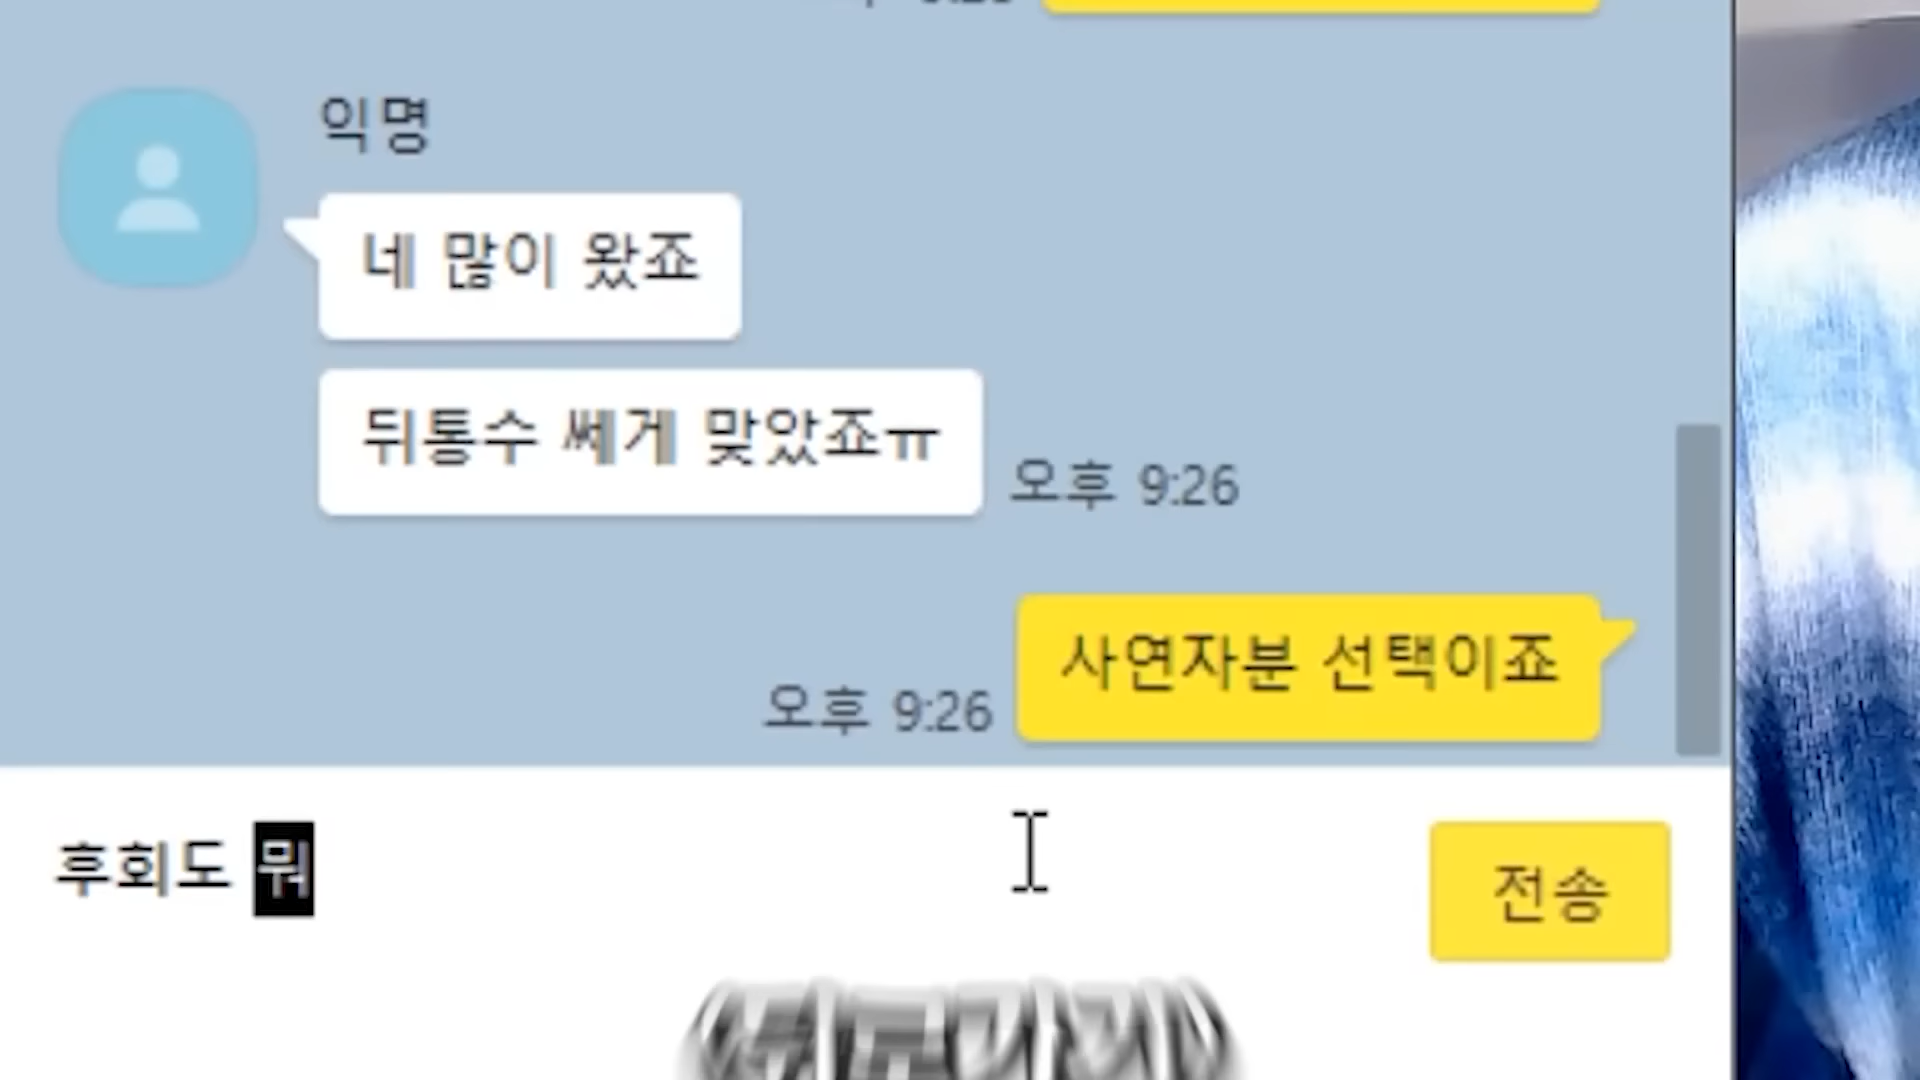 익명
네 많이 왔죠
뒤통수 쎄게 맞았죠ㅠ
오후 9:26
사연자분 선택이죠
오후 9:26
후회도 뭐
전송